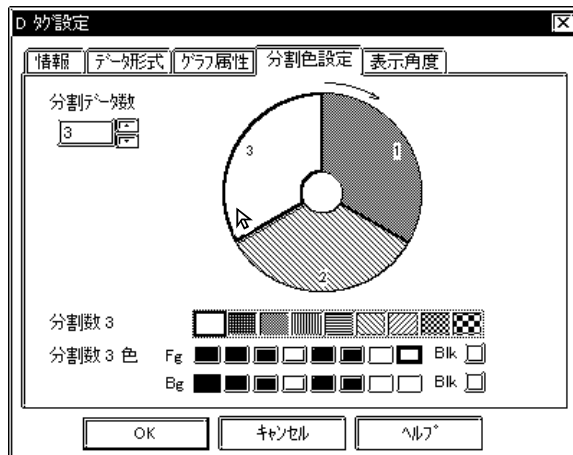 D ﾀｸﾞ設定
情報 ﾃﾞｰﾀ形式 ｸﾞﾗﾌ属性 分割色設定 表示角度
分割ﾃﾞｰﾀ数
3
3
1
2
分割数 3
分割数 3 色 Fg Blk
Bg Blk
OK ｷｬﾝｾﾙ ﾍﾙﾌﾟ